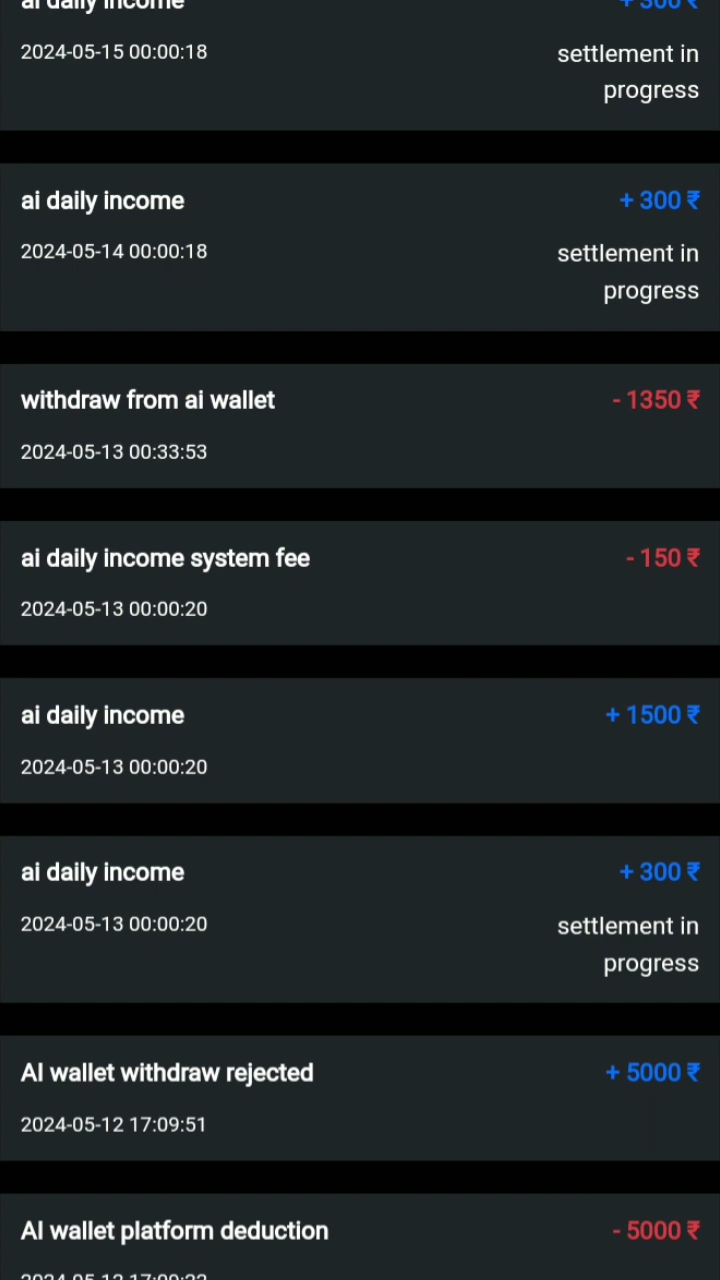 ai daily income + 300 ₹
2024-05-15 00:00:18 settlement in
progress
ai daily income + 300 ₹
2024-05-14 00:00:18 settlement in
progress
withdraw from ai wallet - 1350 ₹
2024-05-13 00:33:53
ai daily income system fee - 150 ₹
2024-05-13 00:00:20
ai daily income + 1500 ₹
2024-05-13 00:00:20
ai daily income + 300 ₹
2024-05-13 00:00:20 settlement in
progress
AI wallet withdraw rejected + 5000 ₹
2024-05-12 17:09:51
AI wallet platform deduction - 5000 ₹